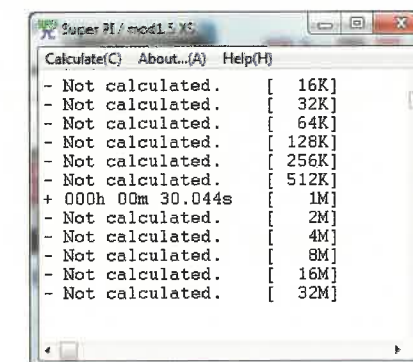 Super PI / mod1.5 XS
Calculate(C) About...(A) Help(H)
- Not calculated. [ 16K]
- Not calculated. [ 32K]
- Not calculated. [ 64K]
- Not calculated. [ 128K]
- Not calculated. [ 256K]
- Not calculated. [ 512K]
+ 000h 00m 30.044s [ 1M]
- Not calculated. [ 2M]
- Not calculated. [ 4M]
- Not calculated. [ 8M]
- Not calculated. [ 16M]
- Not calculated. [ 32M]